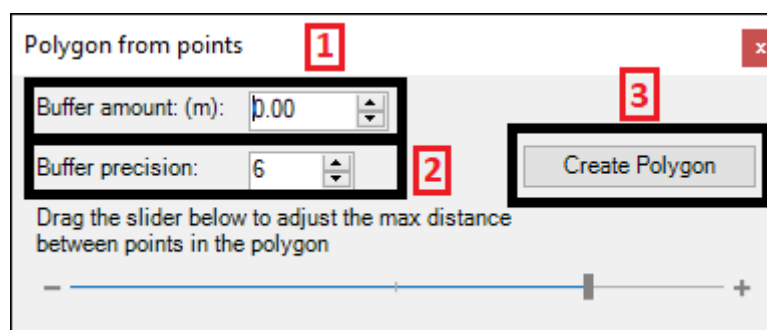 Polygon from points
1
x
Buffer amount: (m): 0.00
3
Buffer precision: 6
2
Create Polygon
Drag the slider below to adjust the max distance
between points in the polygon
− +